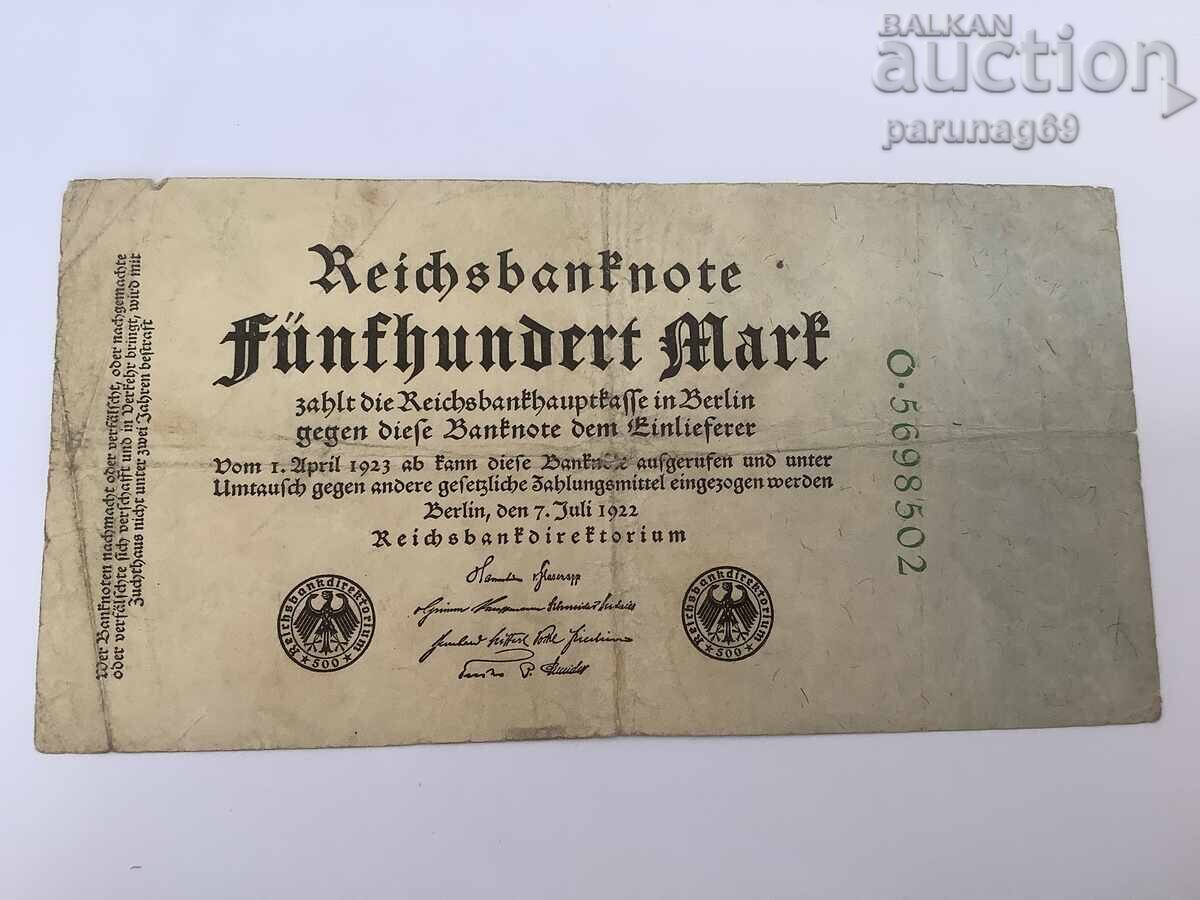 BALKAN
auction
parunag69
Reichsbanknote
Fünfhundert Mark
zahlt die Reichsbankhauptkasse in Berlin
gegen diese Banknote dem Einlieferer
Vom 1. April 1923 ab kann diese Banknote aufgerufen und unter
Umtausch gegen andere gesetzliche Zahlungsmittel eingezogen werden
Berlin, den 7. Juli 1922
Reichsbankdirektorium
Reichsbankdirektorium
★ 500 ★
Reichsbankdirektorium
★ 500 ★
O·5698502
Wer Banknoten nachmacht oder verfälscht, oder nachgemachte
oder verfälschte sich verschafft und in Verkehr bringt, wird mit
Zuchthaus nicht unter zwei Jahren bestraft